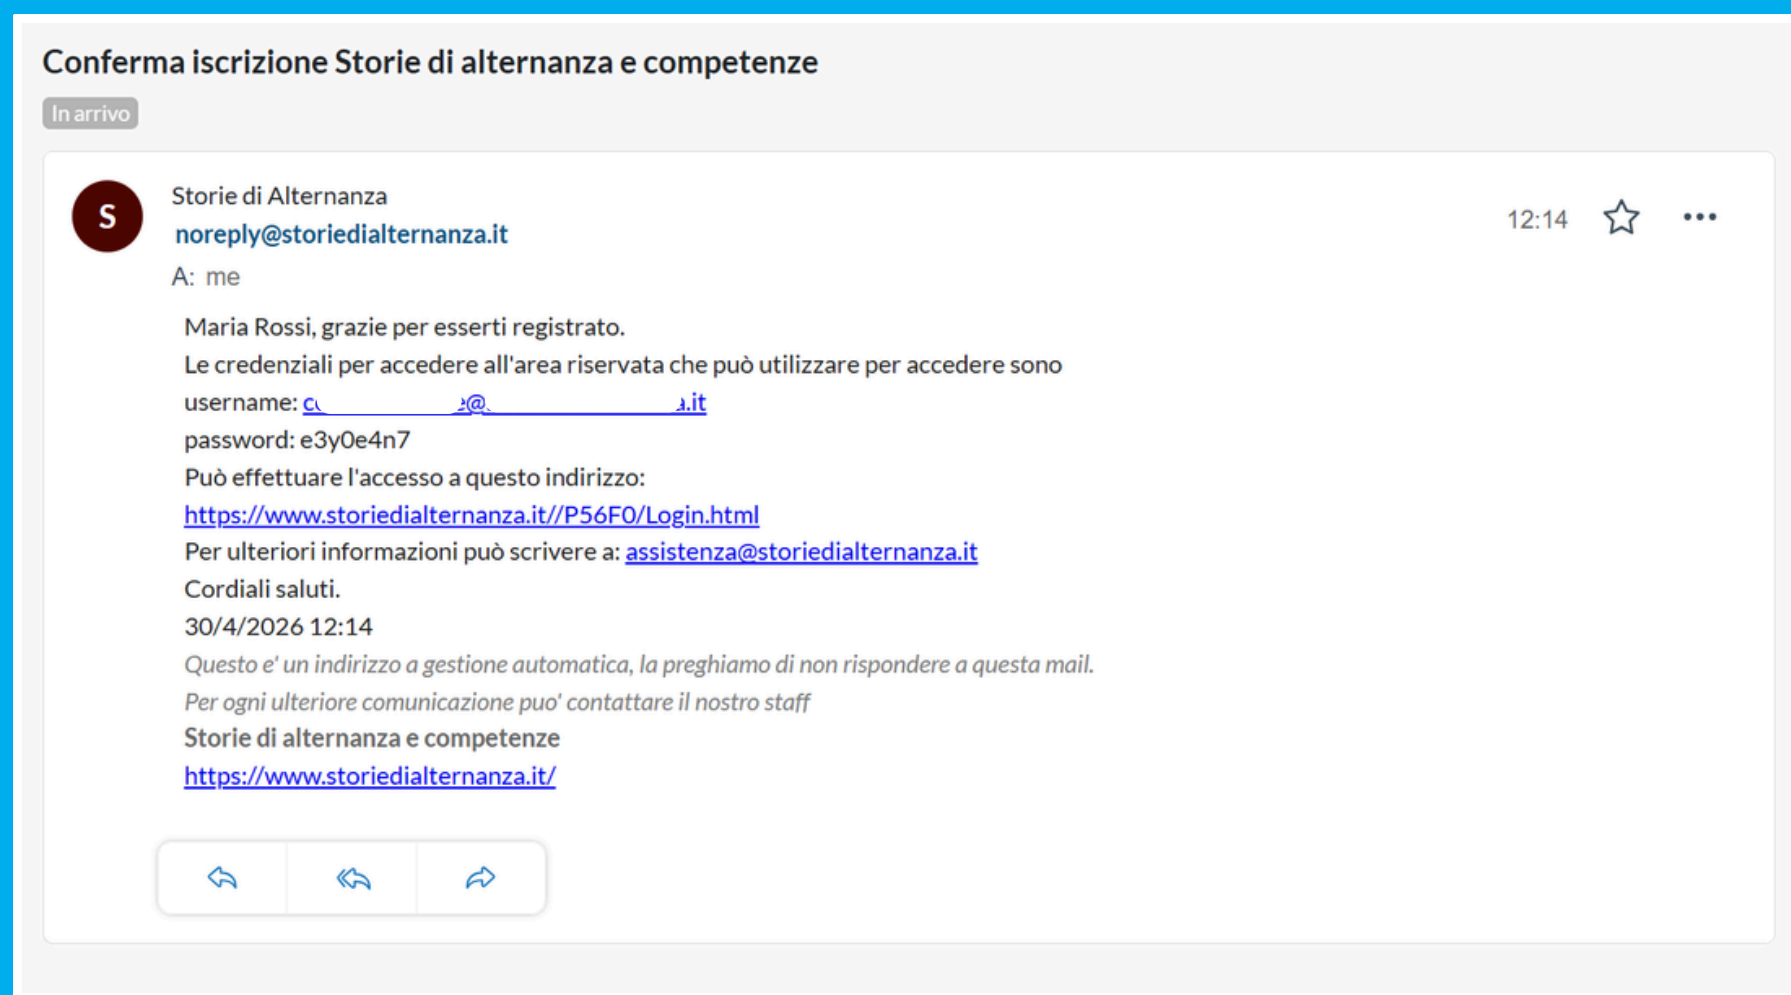 Conferma iscrizione Storie di alternanza e competenze
In arrivo
S
Storie di Alternanza
noreply@storiedialternanza.it
12:14
A: me
Maria Rossi, grazie per esserti registrato.
Le credenziali per accedere all'area riservata che può utilizzare per accedere sono
username:
password: e3y0e4n7
Può effettuare l'accesso a questo indirizzo:
https://www.storiedialternanza.it//P56F0/Login.html
Per ulteriori informazioni può scrivere a: assistenza@storiedialternanza.it
Cordiali saluti.
30/4/2026 12:14
Questo e' un indirizzo a gestione automatica, la preghiamo di non rispondere a questa mail.
Per ogni ulteriore comunicazione puo' contattare il nostro staff
Storie di alternanza e competenze
https://www.storiedialternanza.it/